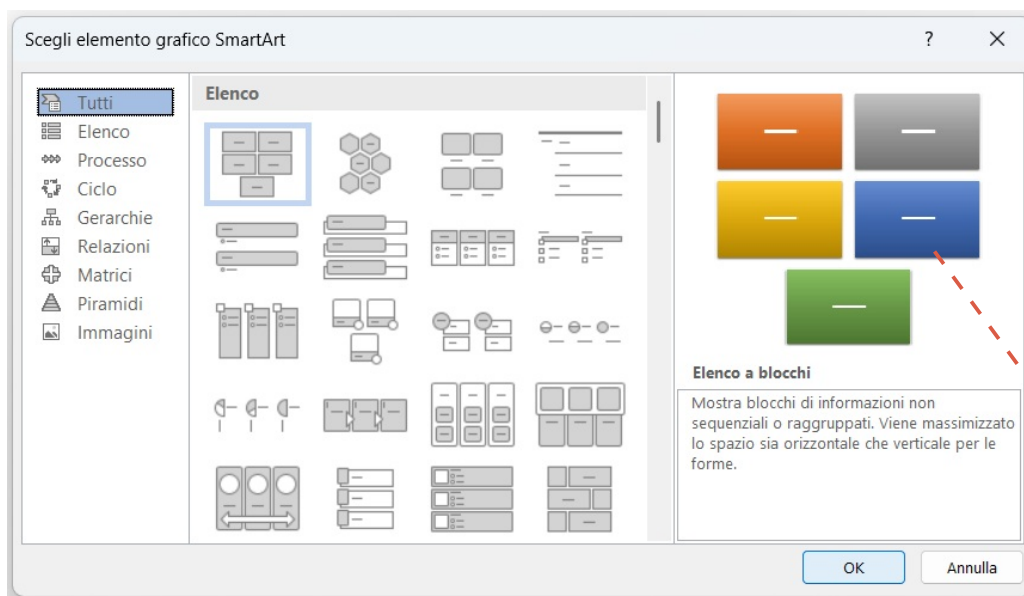 Scegli elemento grafico SmartArt
?
Tutti
Elenco
Processo
Ciclo
Gerarchie
Relazioni
Matrici
Piramidi
Immagini
Elenco
Elenco a blocchi
Mostra blocchi di informazioni non
sequenziali o raggruppati. Viene massimizzato
lo spazio sia orizzontale che verticale per le
forme.
OK
Annulla